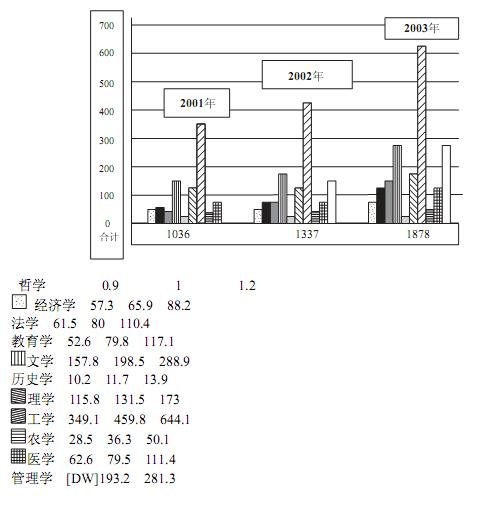 700
2003年
600
500
2002年
400
2001年
300
200
100
0
合计 1036 1337 1878
哲学 0.9 1 1.2
经济学 57.3 65.9 88.2
法学 61.5 80 110.4
教育学 52.6 79.8 117.1
文学 157.8 198.5 288.9
历史学 10.2 11.7 13.9
理学 115.8 131.5 173
工学 349.1 459.8 644.1
农学 28.5 36.3 50.1
医学 62.6 79.5 111.4
管理学 [DW]193.2 281.3